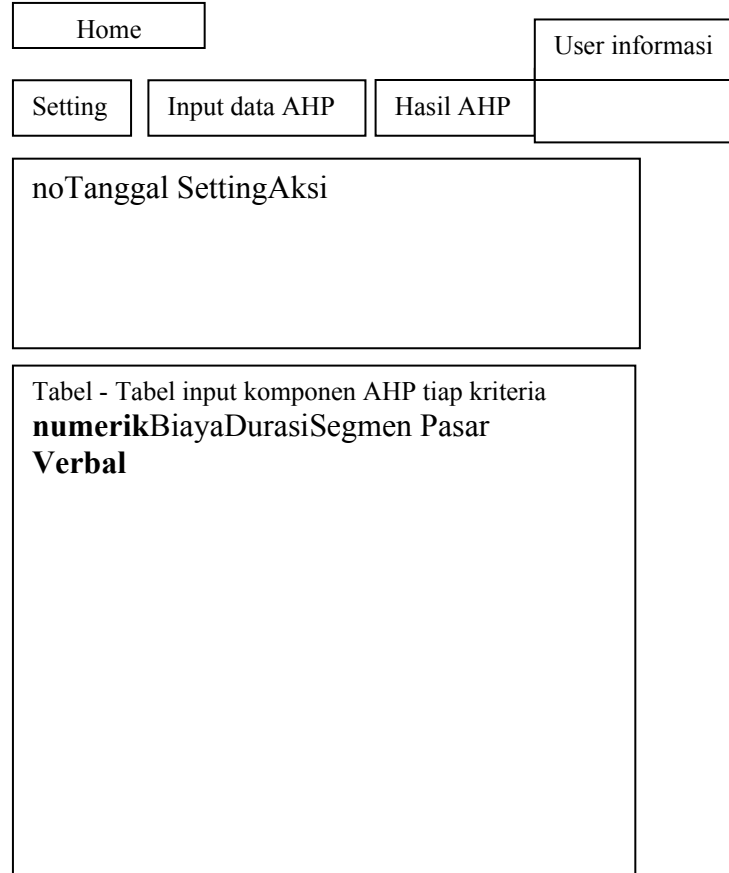 Home
User informasi
Setting
Input data AHP
Hasil AHP
noTanggal SettingAksi
Tabel - Tabel input komponen AHP tiap kriteria
numerikBiayaDurasiSegmen Pasar
Verbal